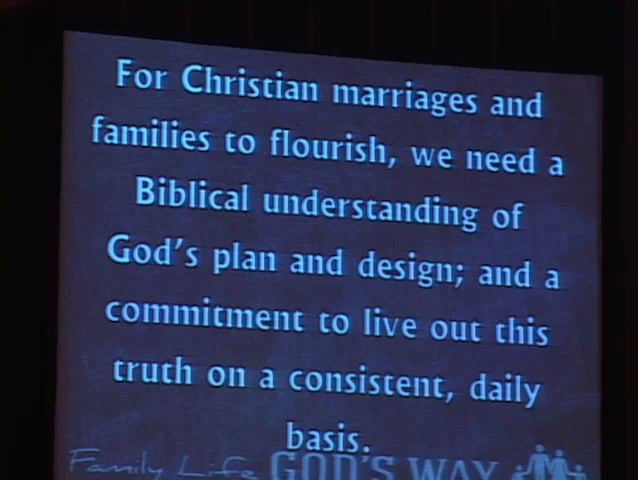 For Christian marriages and
families to flourish, we need a
Biblical understanding of
God's plan and design; and a
commitment to live out this
truth on a consistent, daily
basis.
Family Life GOD'S WAY